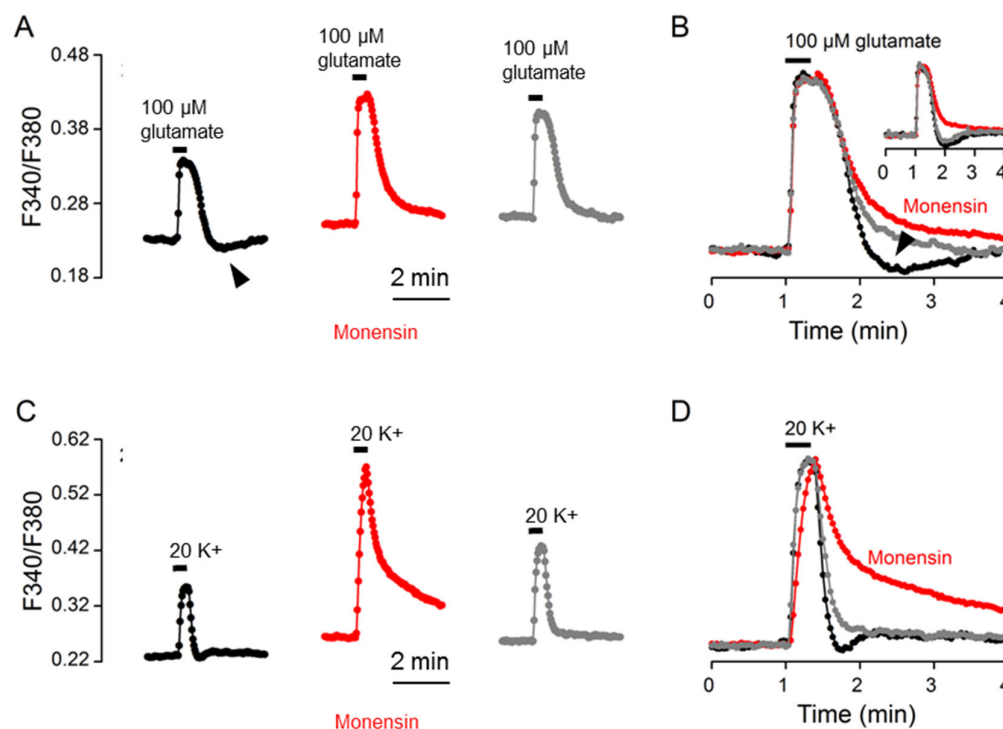 A
0.48
0.38
0.28
0.18
F340/F380
100 µM
glutamate
100 µM
glutamate
100 µM
glutamate
2 min
Monensin
B
100 µM glutamate
0 1 2 3 4
Monensin
0 1 2 3 4
Time (min)
C
0.62
0.52
0.42
0.32
0.22
F340/F380
20 K+
20 K+
20 K+
2 min
Monensin
D
20 K+
Monensin
0 1 2 3 4
Time (min)